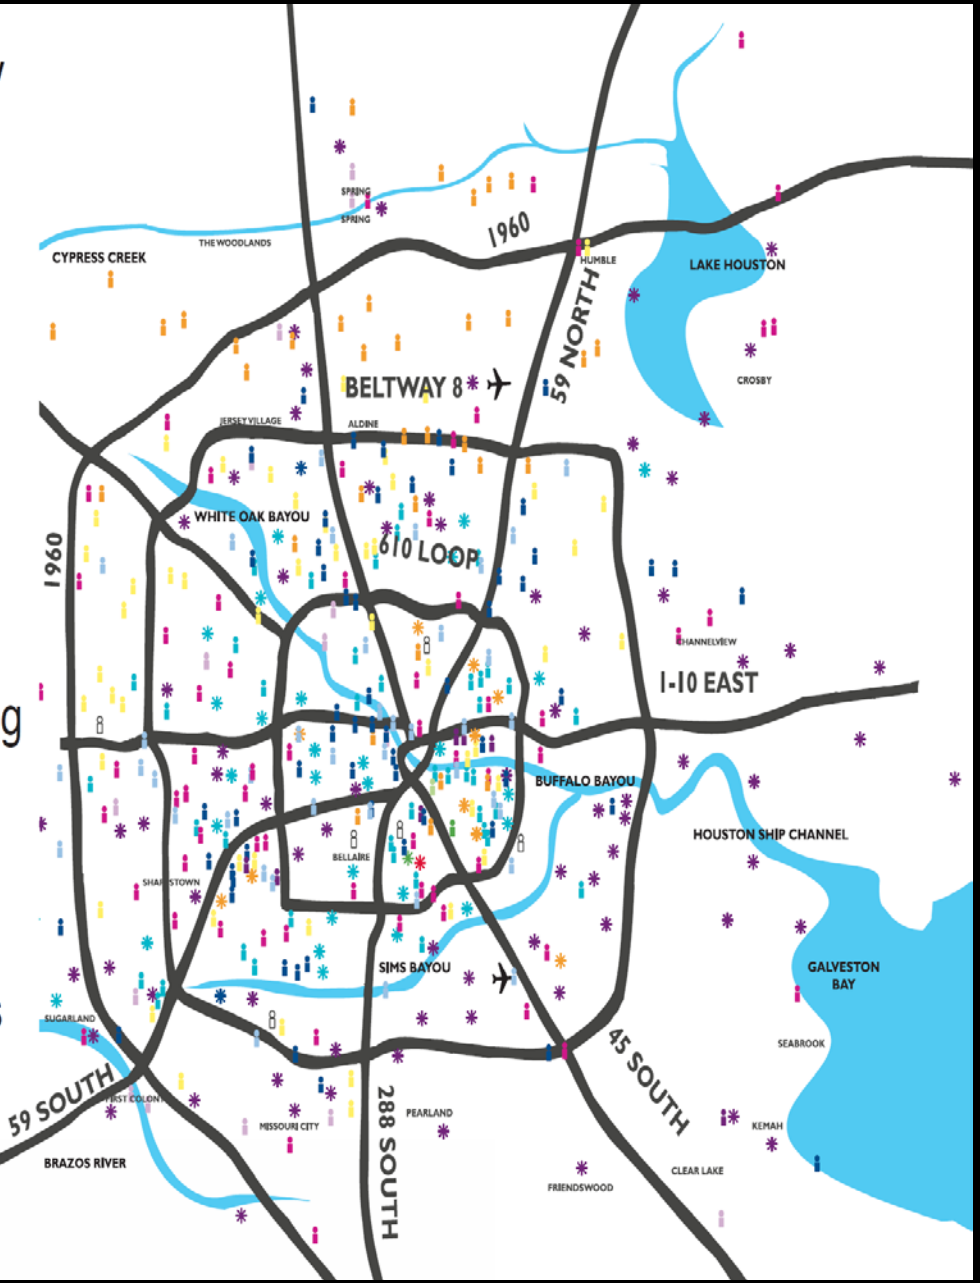 SPRING
SPRING
1960
THE WOODLANDS
CYPRESS CREEK
HUMBLE
LAKE HOUSTON
59 NORTH
CROSBY
BELTWAY 8
JERSEY VILLAGE
ALDINE
WHITE OAK BAYOU
610 LOOP
1960
CHANNELVIEW
1-10 EAST
g
BUFFALO BAYOU
HOUSTON SHIP CHANNEL
BELLAIRE
SHARPSTOWN
SIMS BAYOU
GALVESTON
BAY
SUGARLAND
SEABROOK
45 SOUTH
59 SOUTH
FIRST COLONY
288 SOUTH
PEARLAND
MISSOURI CITY
KEMAH
BRAZOS RIVER
CLEAR LAKE
FRIENDSWOOD